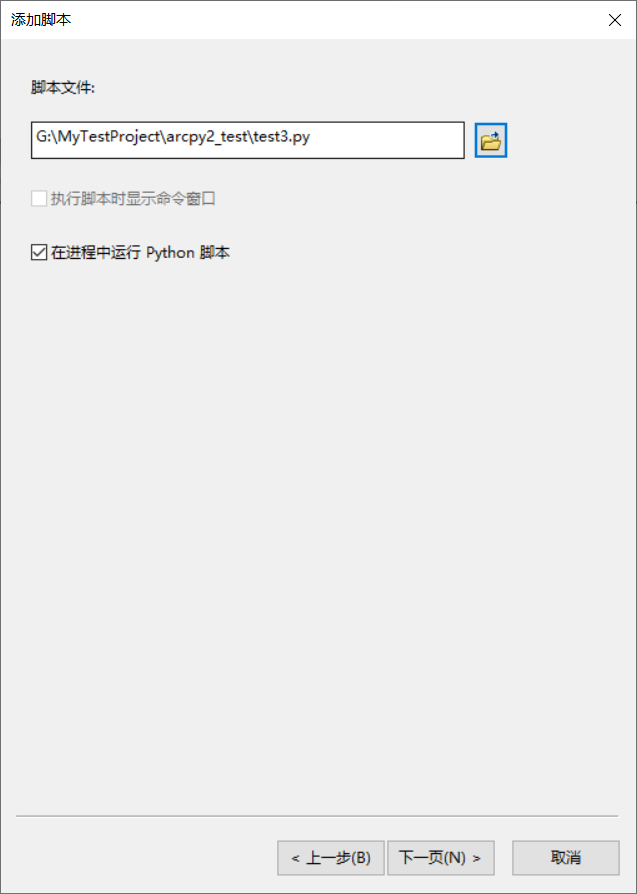 添加脚本
脚本文件:
G:\MyTestProject\arcpy2_test\test3.py
执行脚本时显示命令窗口
在进程中运行 Python 脚本
< 上一步(B)
下一页(N) >
取消